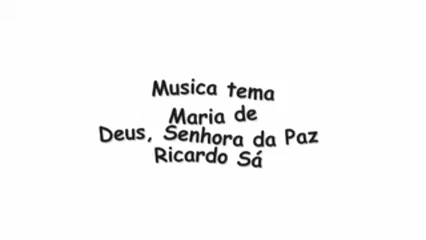 Musica tema
Maria de
Deus, Senhora da Paz
Ricardo Sá